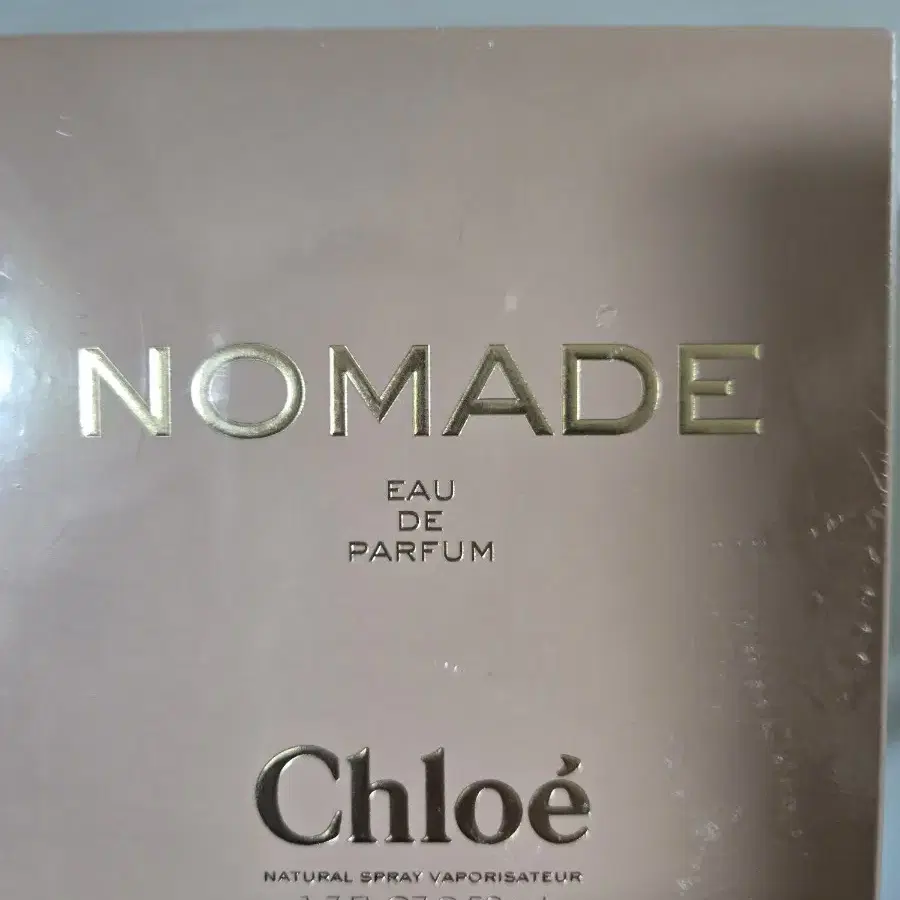 NOMADE
EAU
DE
PARFUM
Chloé
NATURAL SPRAY VAPORISATEUR